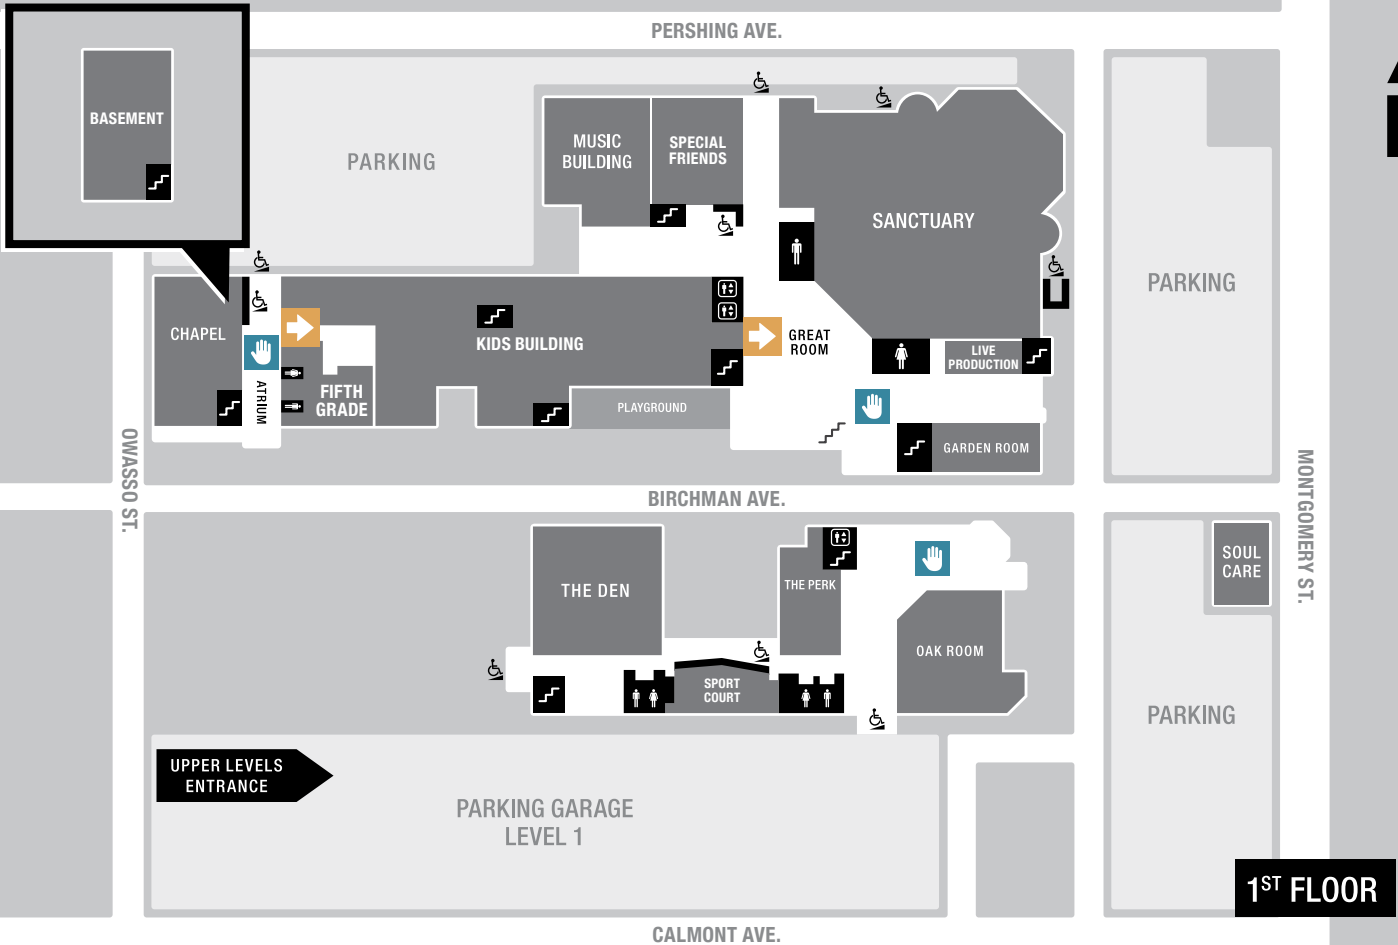 PERSHING AVE.
BASEMENT
PARKING
MUSIC
BUILDING
SPECIAL
FRIENDS
SANCTUARY
PARKING
CHAPEL
KIDS BUILDING
GREAT
ROOM
LIVE
PRODUCTION
ATRIUM
FIFTH
GRADE
PLAYGROUND
GARDEN ROOM
OWASSO ST.
BIRCHMAN AVE.
MONTGOMERY ST.
THE DEN
THE PERK
SOUL
CARE
OAK ROOM
SPORT
COURT
PARKING
UPPER LEVELS
ENTRANCE
PARKING GARAGE
LEVEL 1
1ST FLOOR
CALMONT AVE.